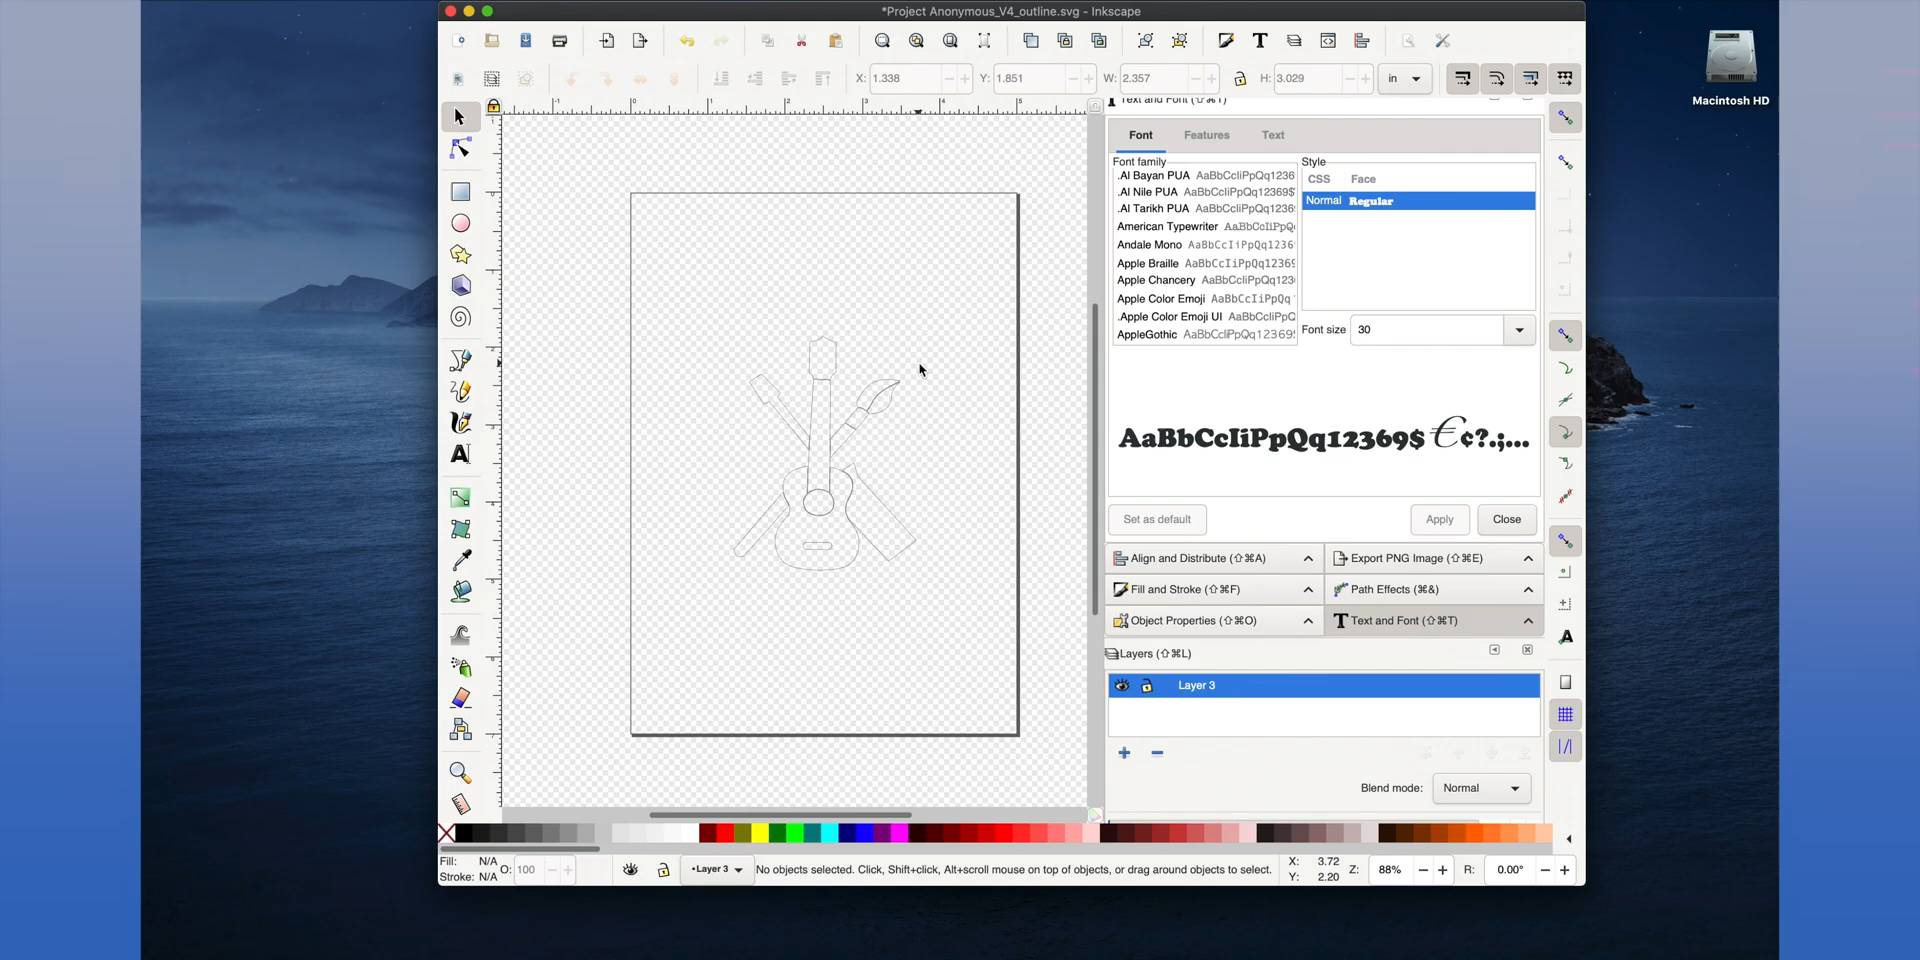 *Project Anonymous_V4_outline.svg - Inkscape
X: 1.338 Y: 1.851 W: 2.357 H: 3.029 in
Macintosh HD
Text and Font (⇧⌘T)
Font Features Text
Font family
Style
.Al Bayan PUA AaBbCcIiPpQq1236
.Al Nile PUA AaBbCcIiPpQq12369$
.Al Tarikh PUA AaBbCcIiPpQq1236
American Typewriter AaBbCcIiPpQ
Andale Mono AaBbCcIiPpQq1236
Apple Braille AaBbCcIiPpQq12369
Apple Chancery AaBbCcIiPpQq123
Apple Color Emoji AaBbCcIiPpQq
.Apple Color Emoji UI AaBbCcIiPpQ
AppleGothic AaBbCcIiPpQq12369
CSS Face
Normal Regular
Font size 30
AaBbCcIiPpQq12369$€¢?.;...
Set as default Apply Close
Align and Distribute (⇧⌘A) Export PNG Image (⇧⌘E)
Fill and Stroke (⇧⌘F) Path Effects (⌘&)
Object Properties (⇧⌘O) Text and Font (⇧⌘T)
Layers (⇧⌘L)
Layer 3
Blend mode: Normal
Fill: N/A
Stroke: N/A
O: 100
•Layer 3
No objects selected. Click, Shift+click, Alt+scroll mouse on top of objects, or drag around objects to select.
X: 3.72
Y: 2.20
Z: 88%
R: 0.00°